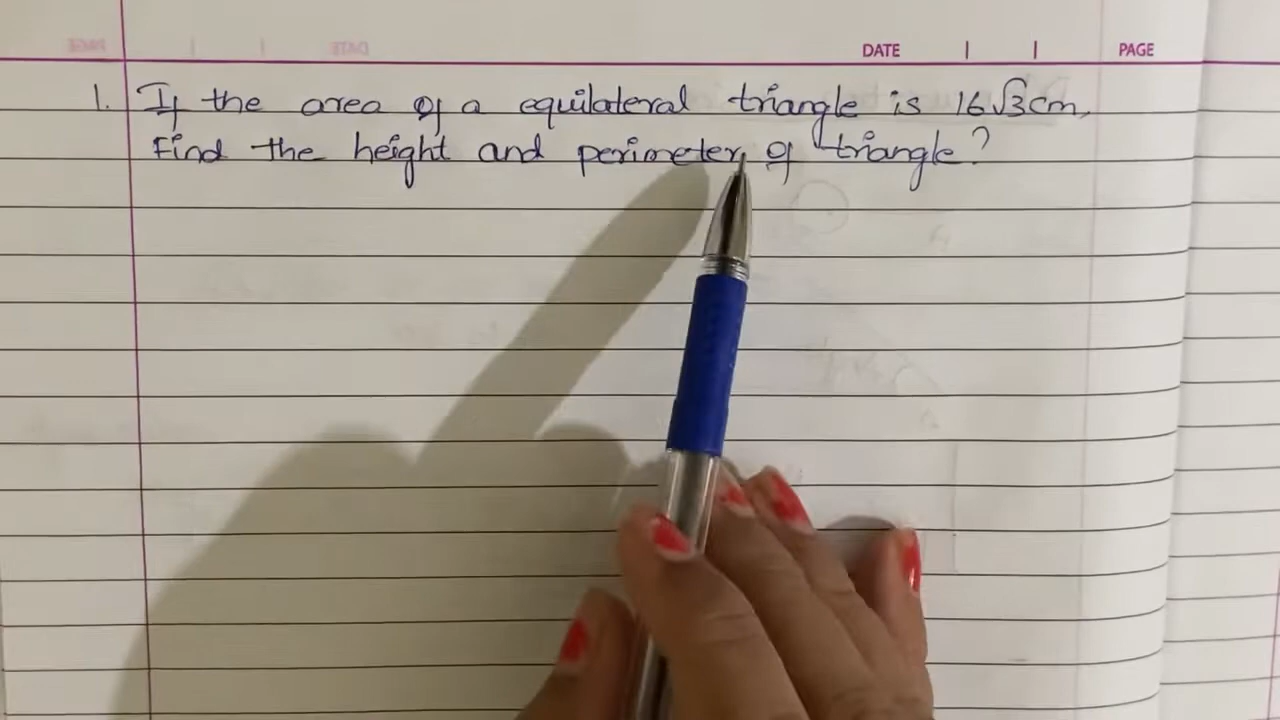 DATE PAGE
1. If the area of a equilateral triangle is 16√3cm,
Find the height and perimeter of triangle?